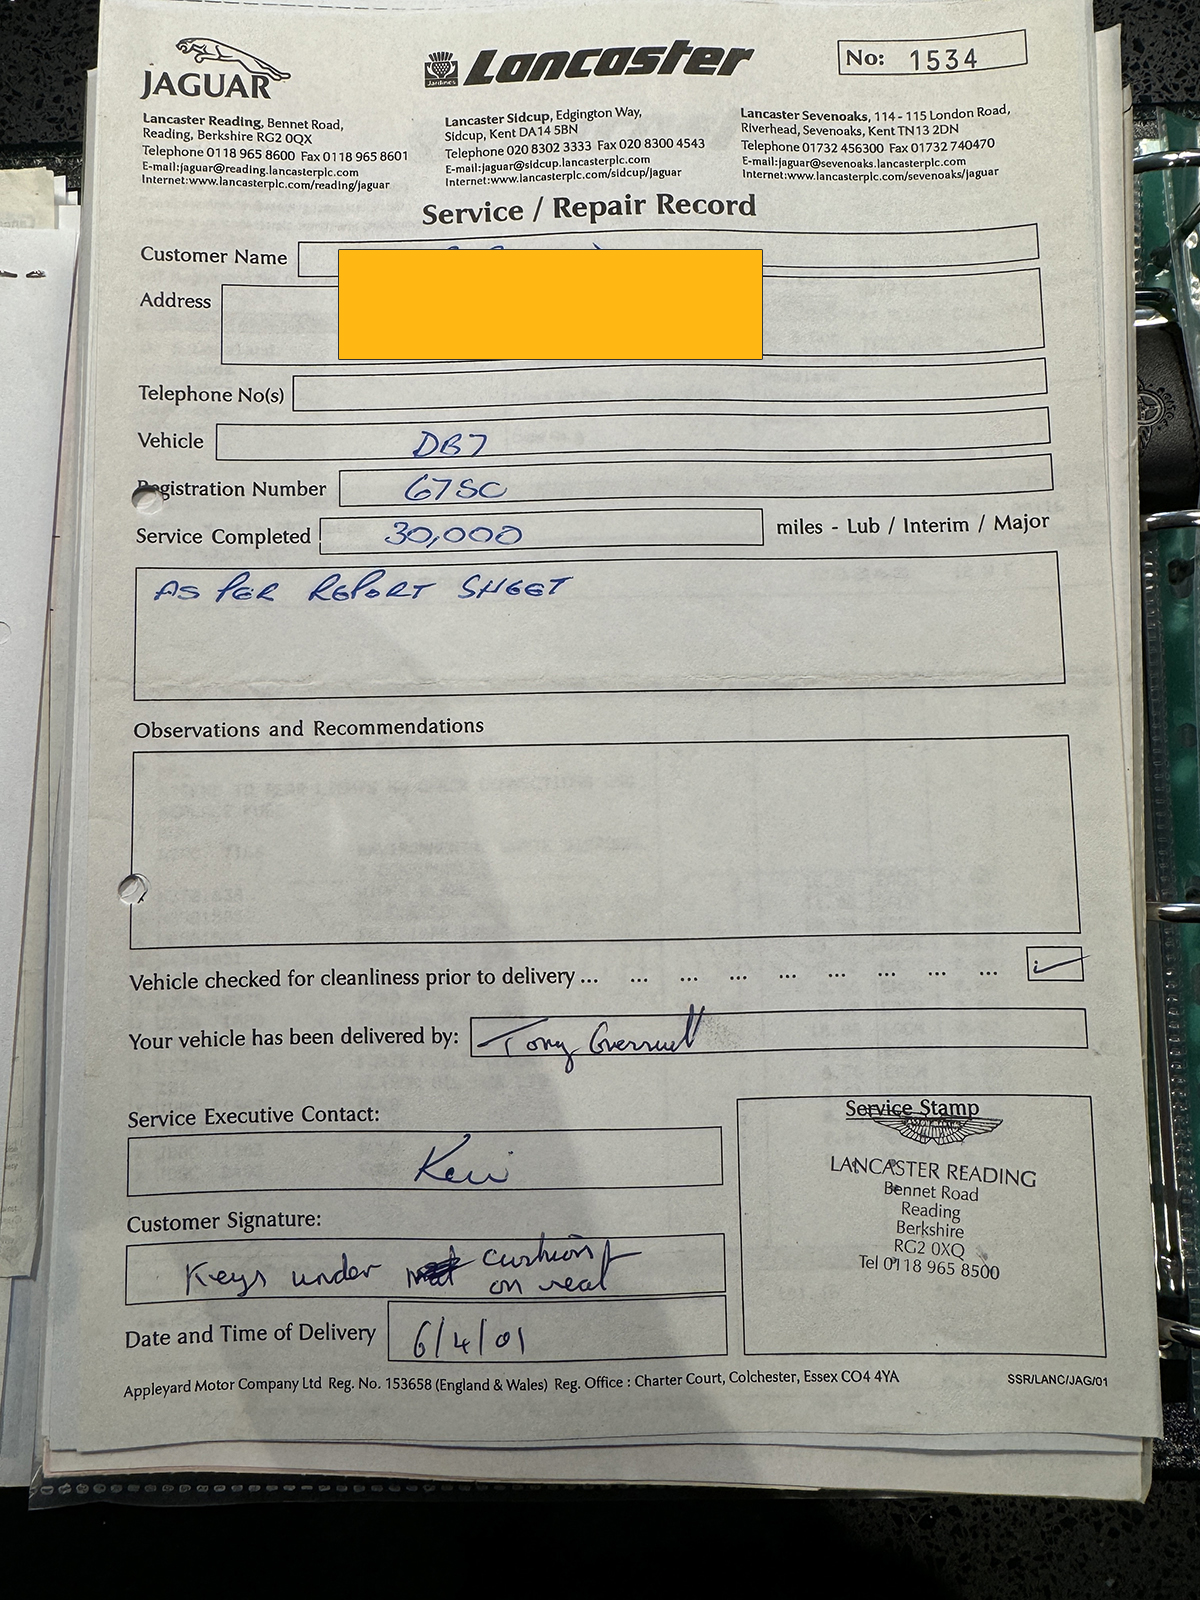 JAGUAR
Jardines
Lancaster
No: 1534
Lancaster Reading, Bennet Road,
Reading, Berkshire RG2 0QX
Telephone 0118 965 8600 Fax 0118 965 8601
E-mail:jaguar@reading.lancasterplc.com
Internet:www.lancasterplc.com/reading/jaguar
Lancaster Sidcup, Edgington Way,
Sidcup, Kent DA14 5BN
Telephone 020 8302 3333 Fax 020 8300 4543
E-mail:jaguar@sidcup.lancasterplc.com
Internet:www.lancasterplc.com/sidcup/jaguar
Lancaster Sevenoaks, 114 - 115 London Road,
Riverhead, Sevenoaks, Kent TN13 2DN
Telephone 01732 456300 Fax 01732 740470
E-mail:jaguar@sevenoaks.lancasterplc.com
Internet:www.lancasterplc.com/sevenoaks/jaguar
Service / Repair Record
Customer Name
Address
Telephone No(s)
Vehicle DB7
Registration Number 67SC
Service Completed 30,000 miles - Lub / Interim / Major
AS PER REPORT SHEET
Observations and Recommendations
Vehicle checked for cleanliness prior to delivery ... ... ... ... ... ... ... ... ...
Your vehicle has been delivered by: Tony
Service Executive Contact:
Customer Signature:
Keys under cushion
on seat
Date and Time of Delivery 6/4/01
Service Stamp
LANCASTER READING
Bennet Road
Reading
Berkshire
RG2 0XQ
Tel 0118 965 8500
Appleyard Motor Company Ltd Reg. No. 153658 (England & Wales) Reg. Office : Charter Court, Colchester, Essex CO4 4YA
SSR/LANC/JAG/01